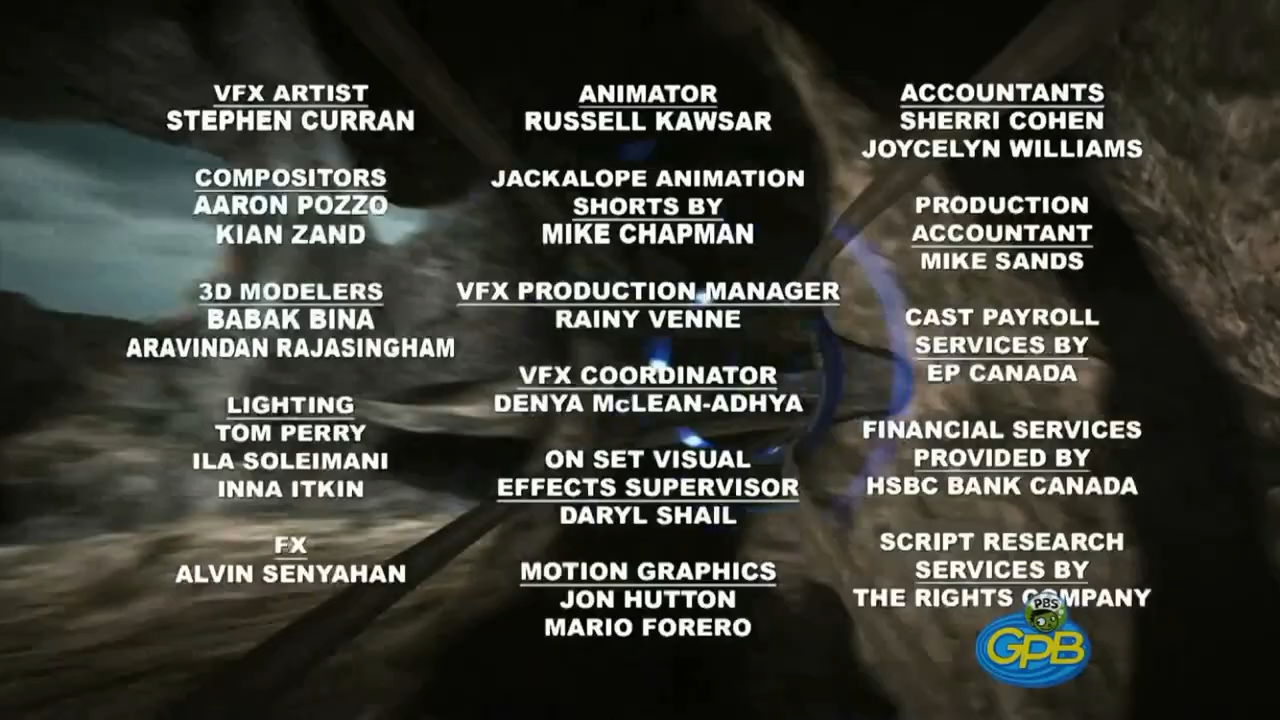 VFX ARTIST
STEPHEN CURRAN
COMPOSITORS
AARON POZZO
KIAN ZAND
3D MODELERS
BABAK BINA
ARAVINDAN RAJASINGHAM
LIGHTING
TOM PERRY
ILA SOLEIMANI
INNA ITKIN
FX
ALVIN SENYAHAN
ANIMATOR
RUSSELL KAWSAR
JACKALOPE ANIMATION
SHORTS BY
MIKE CHAPMAN
VFX PRODUCTION MANAGER
RAINY VENNE
VFX COORDINATOR
DENYA McLEAN-ADHYA
ON SET VISUAL
EFFECTS SUPERVISOR
DARYL SHAIL
MOTION GRAPHICS
JON HUTTON
MARIO FORERO
ACCOUNTANTS
SHERRI COHEN
JOYCELYN WILLIAMS
PRODUCTION
ACCOUNTANT
MIKE SANDS
CAST PAYROLL
SERVICES BY
EP CANADA
FINANCIAL SERVICES
PROVIDED BY
HSBC BANK CANADA
SCRIPT RESEARCH
SERVICES BY
THE RIGHTS COMPANY
PBS
GPB